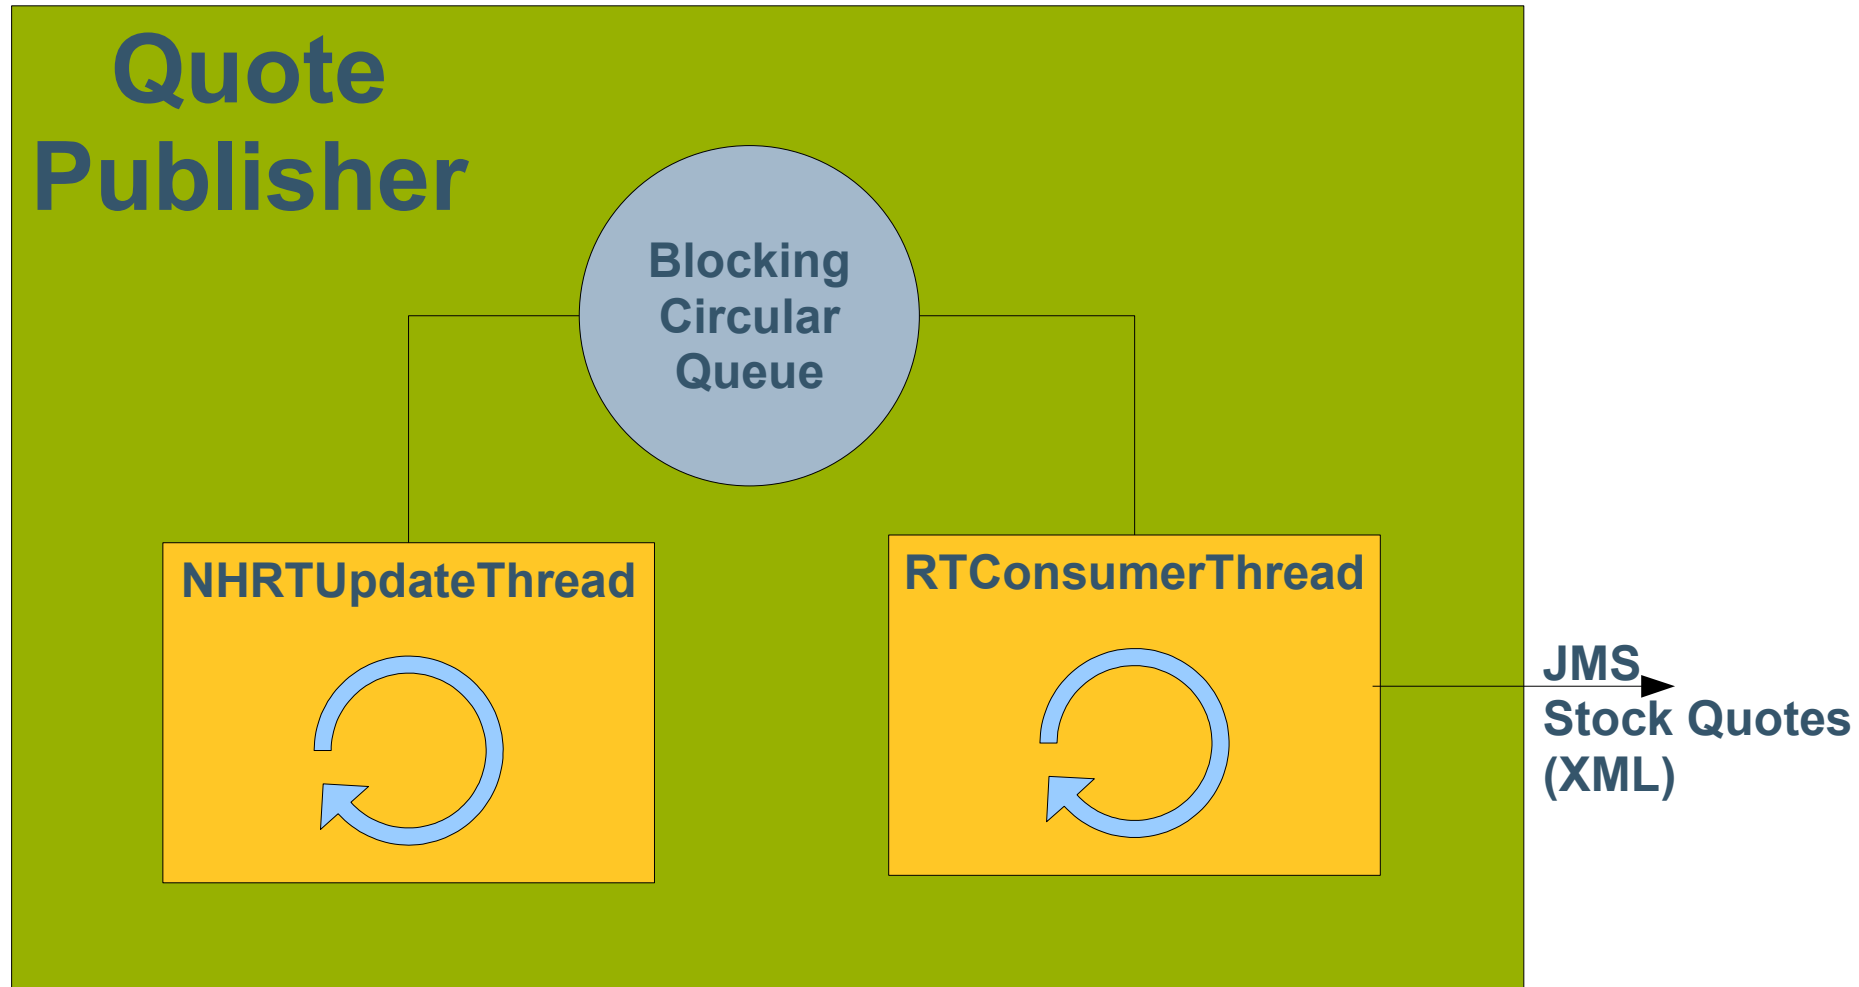 Quote
Publisher
Blocking
Circular
Queue
NHRTUpdateThread
RTConsumerThread
JMS
Stock Quotes
(XML)